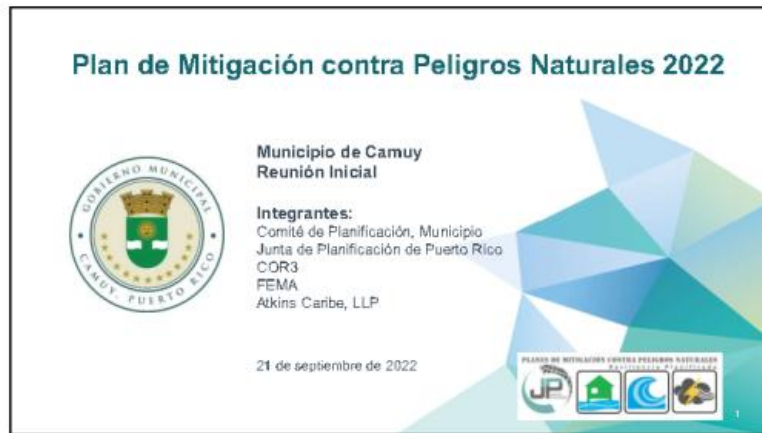 Plan de Mitigación contra Peligros Naturales 2022
GOBIERNO MUNICIPAL
CAMUY, PUERTO RICO
Municipio de Camuy
Reunión Inicial
Integrantes:
Comité de Planificación, Municipio
Junta de Planificación de Puerto Rico
COR3
FEMA
Atkins Caribe, LLP
21 de septiembre de 2022
PLANES DE MITIGACIÓN CONTRA PELIGROS NATURALES
Resiliencia Planificada
JP
1